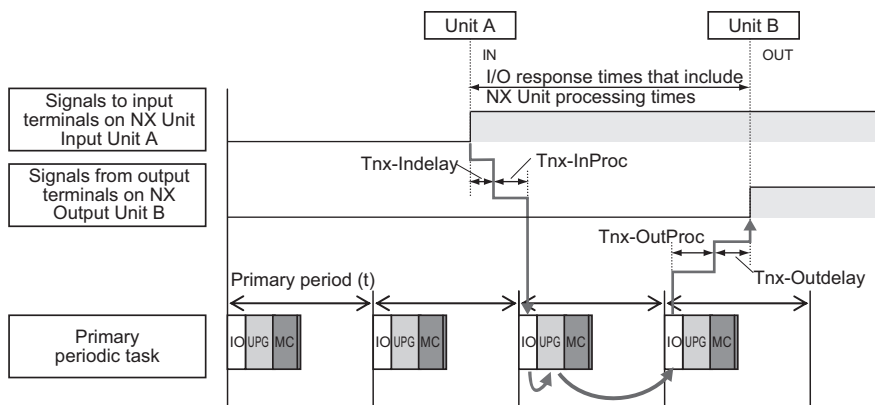 Unit A
Unit B
IN
OUT
I/O response times that include
NX Unit processing times
Signals to input
terminals on NX Unit
Input Unit A
Tnx-Indelay
Tnx-InProc
Signals from output
terminals on NX
Output Unit B
Tnx-OutProc
Tnx-Outdelay
Primary period (t)
Primary
periodic task
IO UPG MC
IO UPG MC
IO UPG MC
IO UPG MC